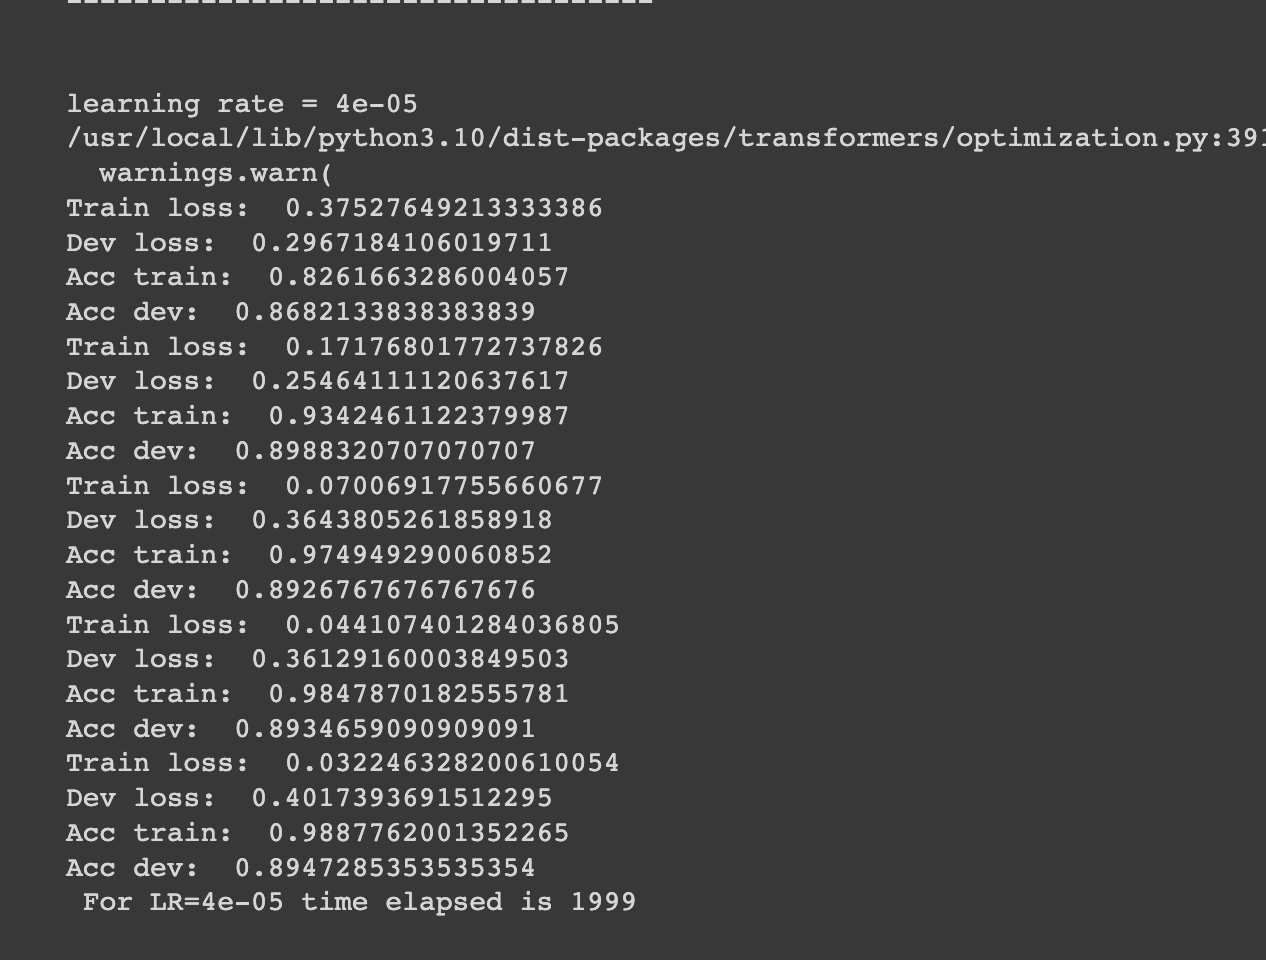 learning rate = 4e-05
/usr/local/lib/python3.10/dist-packages/transformers/optimization.py:391
  warnings.warn(
Train loss:  0.37527649213333386
Dev loss:  0.2967184106019711
Acc train:  0.8261663286004057
Acc dev:  0.8682133838383839
Train loss:  0.17176801772737826
Dev loss:  0.25464111120637617
Acc train:  0.9342461122379987
Acc dev:  0.8988320707070707
Train loss:  0.07006917755660677
Dev loss:  0.3643805261858918
Acc train:  0.974949290060852
Acc dev:  0.8926767676767676
Train loss:  0.044107401284036805
Dev loss:  0.36129160003849503
Acc train:  0.9847870182555781
Acc dev:  0.8934659090909091
Train loss:  0.032246328200610054
Dev loss:  0.4017393691512295
Acc train:  0.9887762001352265
Acc dev:  0.8947285353535354
 For LR=4e-05 time elapsed is 1999